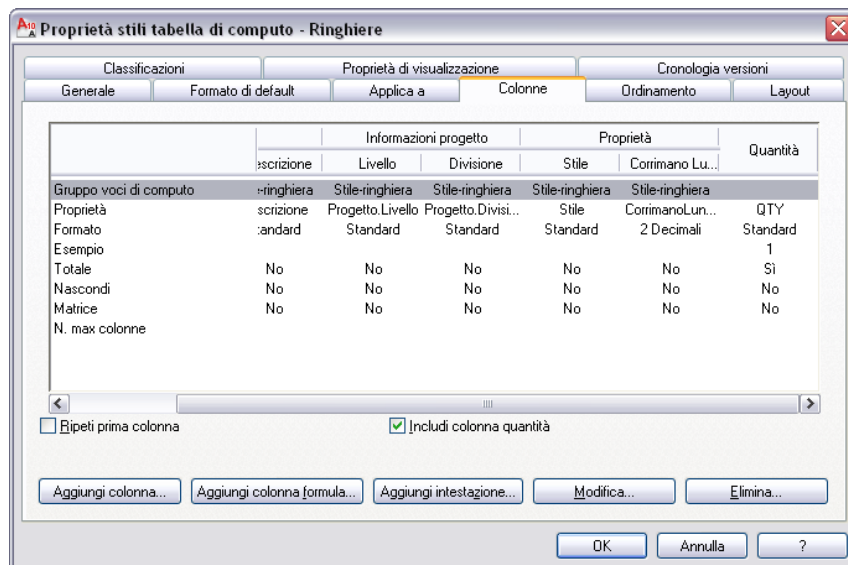 Proprietà stili tabella di computo - Ringhiere
Classificazioni Proprietà di visualizzazione Cronologia versioni
Generale Formato di default Applica a Colonne Ordinamento Layout
Informazioni progetto Proprietà Quantità
escrizione Livello Divisione Stile Corrimano Lu...
Gruppo voci di computo -ringhiera Stile-ringhiera Stile-ringhiera Stile-ringhiera Stile-ringhiera
Proprietà scrizione Progetto.Livello Progetto.Divisi... Stile CorrimanoLun... QTY
Formato andard Standard Standard Standard 2 Decimali Standard
Esempio 1
Totale No No No No No Sì
Nascondi No No No No No No
Matrice No No No No No No
N. max colonne
Ripeti prima colonna Includi colonna quantità
Aggiungi colonna... Aggiungi colonna formula... Aggiungi intestazione... Modifica... Elimina...
OK Annulla ?